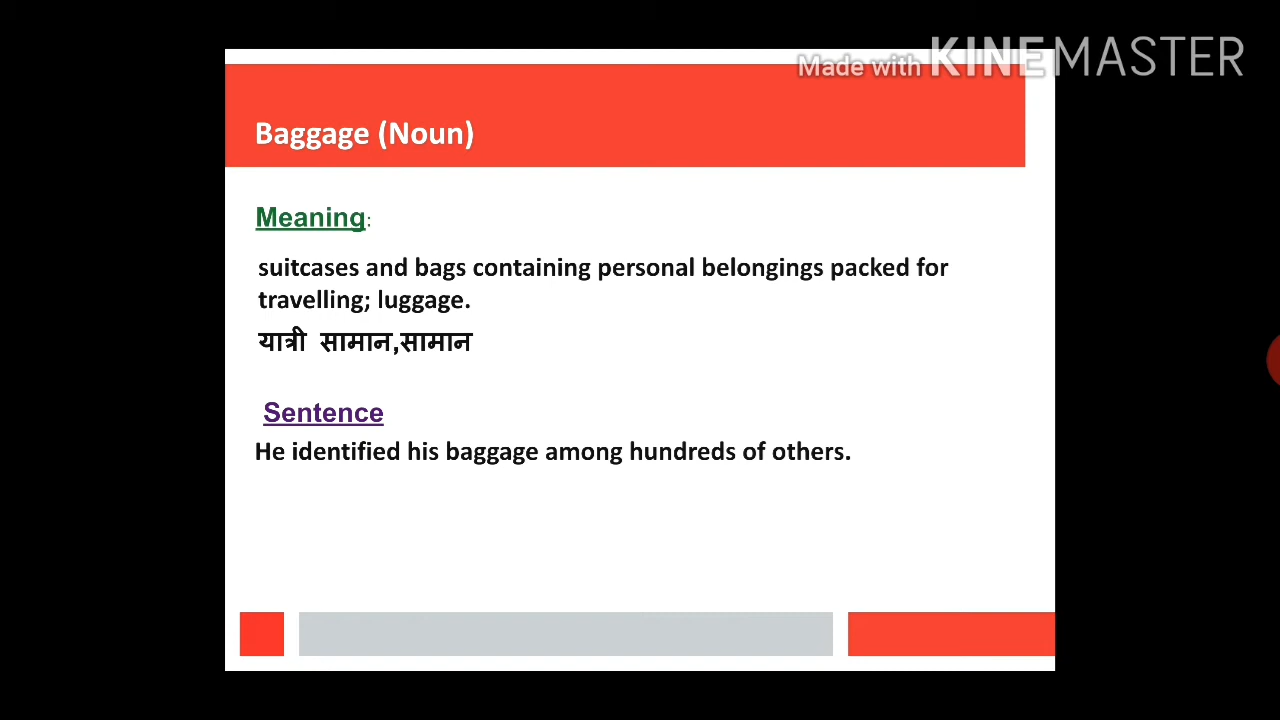 Made with KINEMASTER
Baggage (Noun)
Meaning:
suitcases and bags containing personal belongings packed for
travelling; luggage.
यात्री सामान,सामान
Sentence
He identified his baggage among hundreds of others.